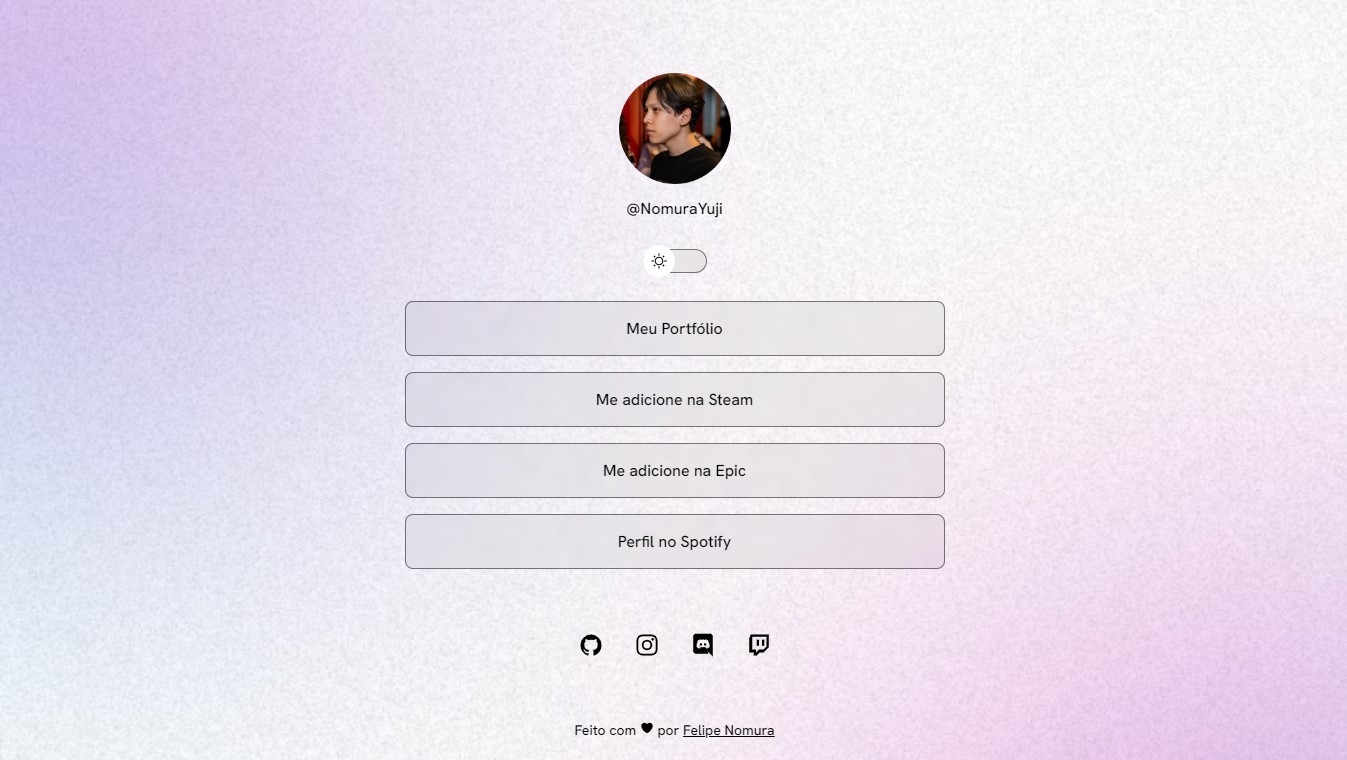 @NomuraYuji
Meu Portfólio
Me adicione na Steam
Me adicione na Epic
Perfil no Spotify
Feito com ♥ por Felipe Nomura